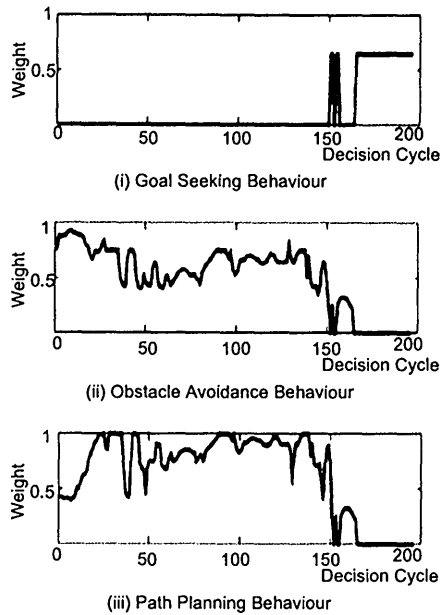 1
Weight
0.5
0 50 100 150 200
Decision Cycle
(i) Goal Seeking Behaviour
1
Weight
0.5
0 50 100 150 200
Decision Cycle
(ii) Obstacle Avoidance Behaviour
1
Weight
0.5
0 50 100 150 200
Decision Cycle
(iii) Path Planning Behaviour